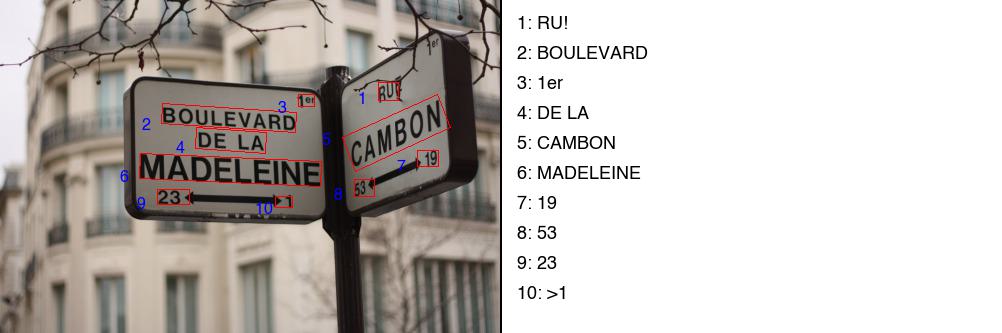 1er
BOULEVARD
DE LA
MADELEINE
23 1
1er
RUE
CAMBON
53 19
1: RU!
2: BOULEVARD
3: 1er
4: DE LA
5: CAMBON
6: MADELEINE
7: 19
8: 53
9: 23
10: >1